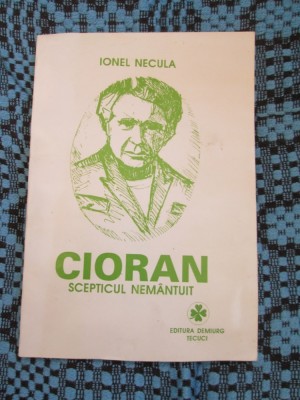 IONEL NECULA
CIORAN
SCEPTICUL NEMÂNTUIT
EDITURA DEMIURG
TECUCI